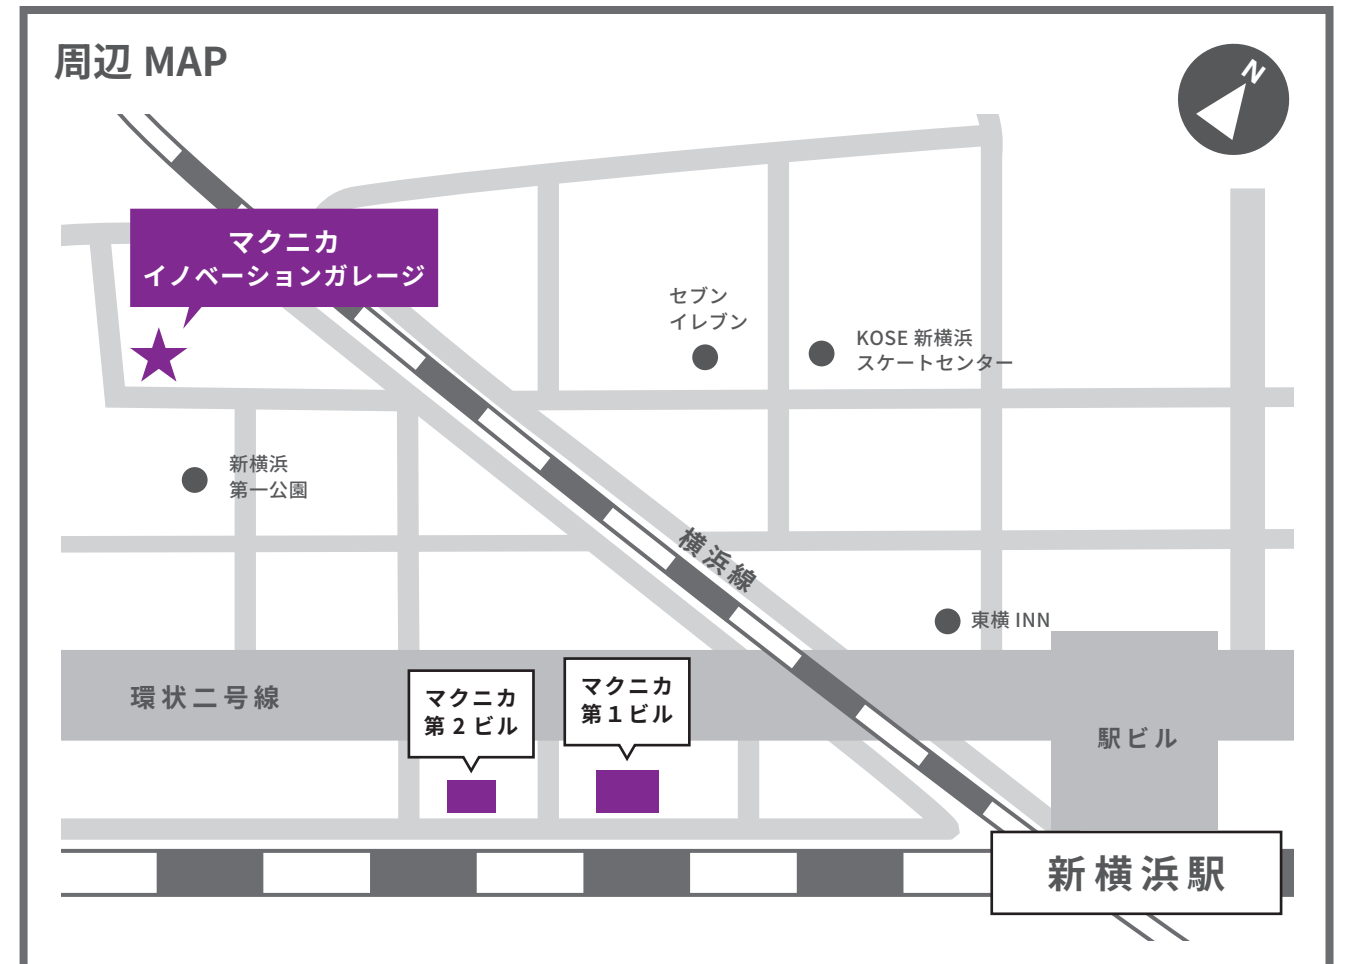 周辺 MAP
N
マクニカ
イノベーションガレージ
セブン
イレブン
KOSE 新横浜
スケートセンター
新横浜
第一公園
横浜線
東横 INN
環状二号線
マクニカ
第 2 ビル
マクニカ
第１ビル
駅ビル
新横浜駅